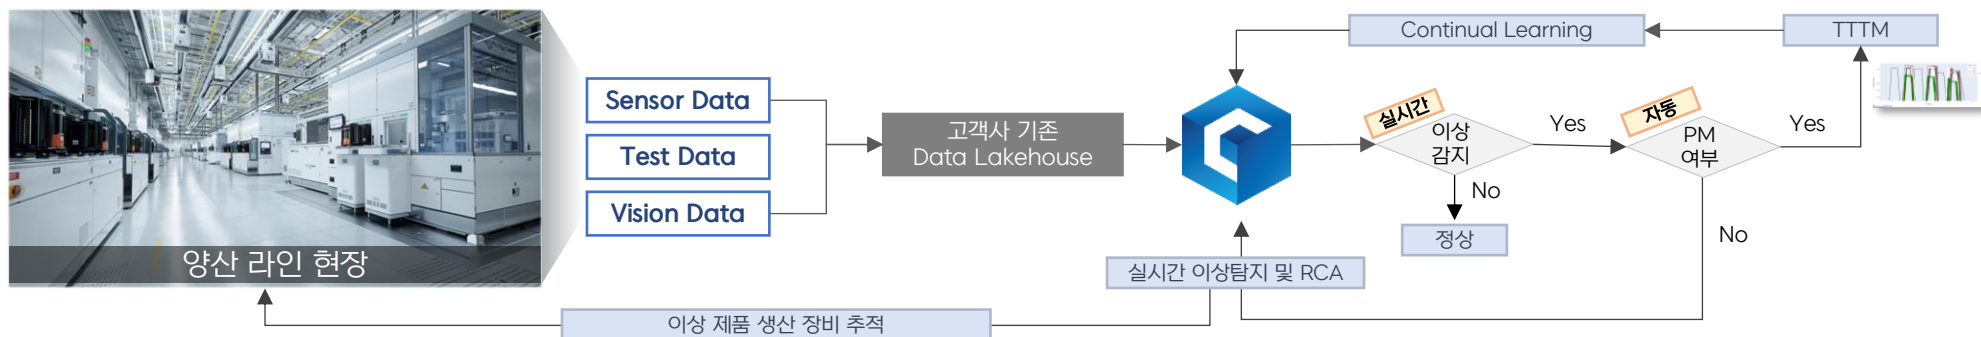 Continual Learning
TTTM
Sensor Data
Test Data
Vision Data
고객사 기존
Data Lakehouse
실시간
이상
감지
Yes
자동
PM
여부
Yes
No
정상
No
양산 라인 현장
실시간 이상탐지 및 RCA
이상 제품 생산 장비 추적